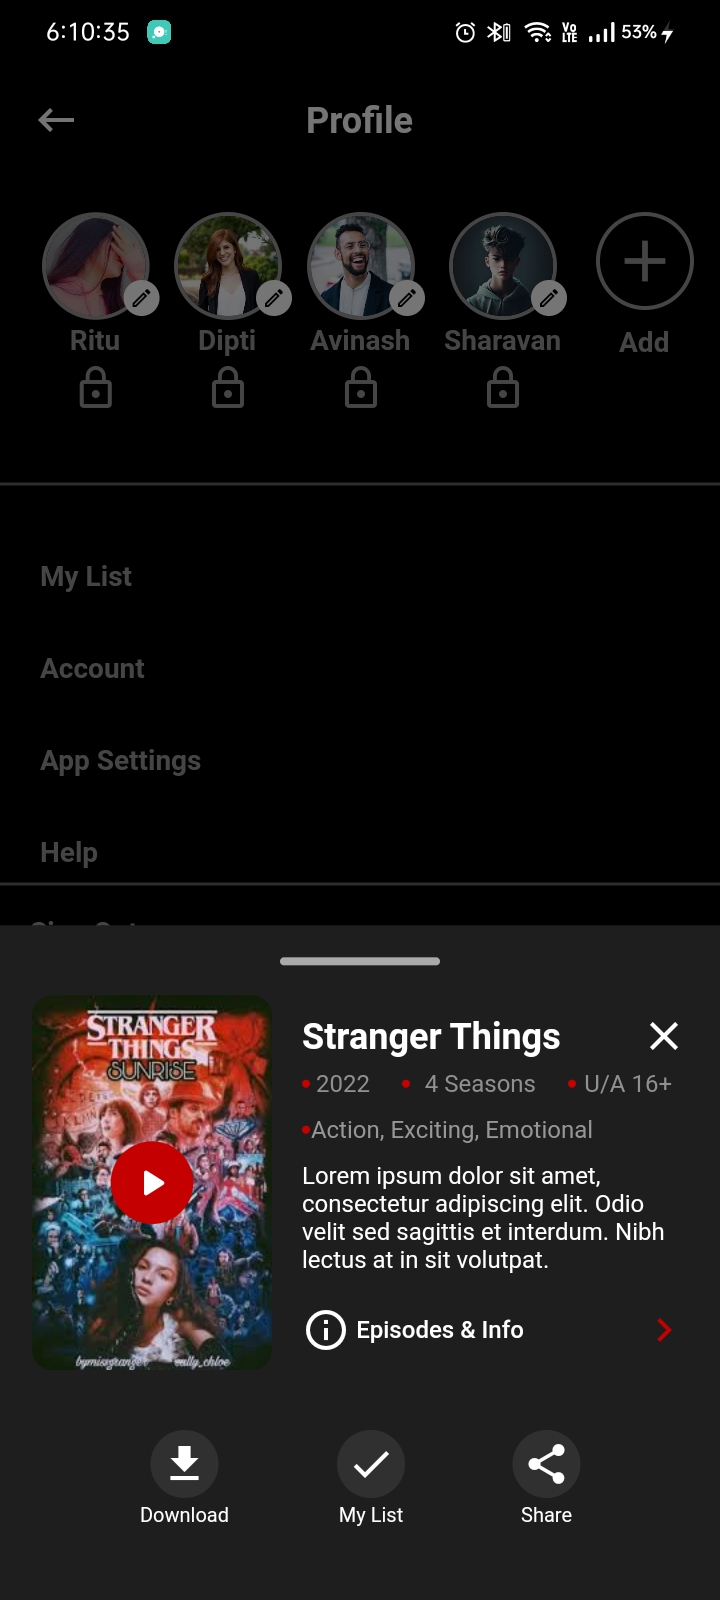 6:10:35
Vo LTE 53%
Profile
Ritu Dipti Avinash Sharavan Add
My List
Account
App Settings
Help
STRANGER
THINGS
SUNRISE
Stranger Things
2022 • 4 Seasons • U/A 16+
Action, Exciting, Emotional
Lorem ipsum dolor sit amet,
consectetur adipiscing elit. Odio
velit sed sagittis et interdum. Nibh
lectus at in sit volutpat.
Episodes & Info
Download My List Share